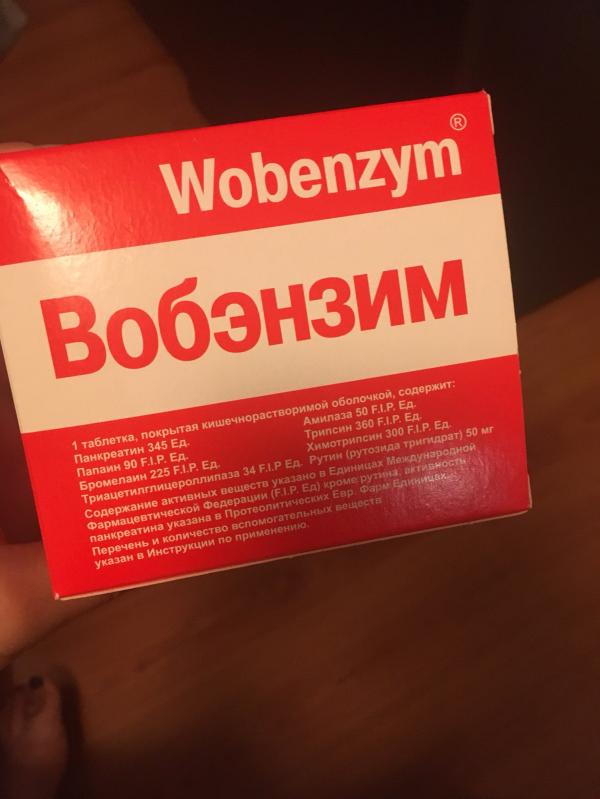 Wobenzym®
Вобэнзим
1 таблетка, покрытая кишечнорастворимой оболочкой, содержит:
Панкреатин 345 Ед. Амилаза 50 F.I.P. Ед.
Папаин 90 F.I.P. Ед. Трипсин 360 F.I.P. Ед.
Бромелаин 225 F.I.P. Ед. Химотрипсин 300 F.I.P. Ед.
Триацетилглицероллипаза 34 F.I.P Ед. Рутин (рутозида тригидрат) 50 мг
Содержание активных веществ указано в Единицах Международной
Фармацевтической Федерации (F.I.P. Ед) кроме рутина, активность
панкреатина указана в Протеолитических Евр. Фарм Единицах.
Перечень и количество вспомогательных веществ
указан в Инструкции по применению.